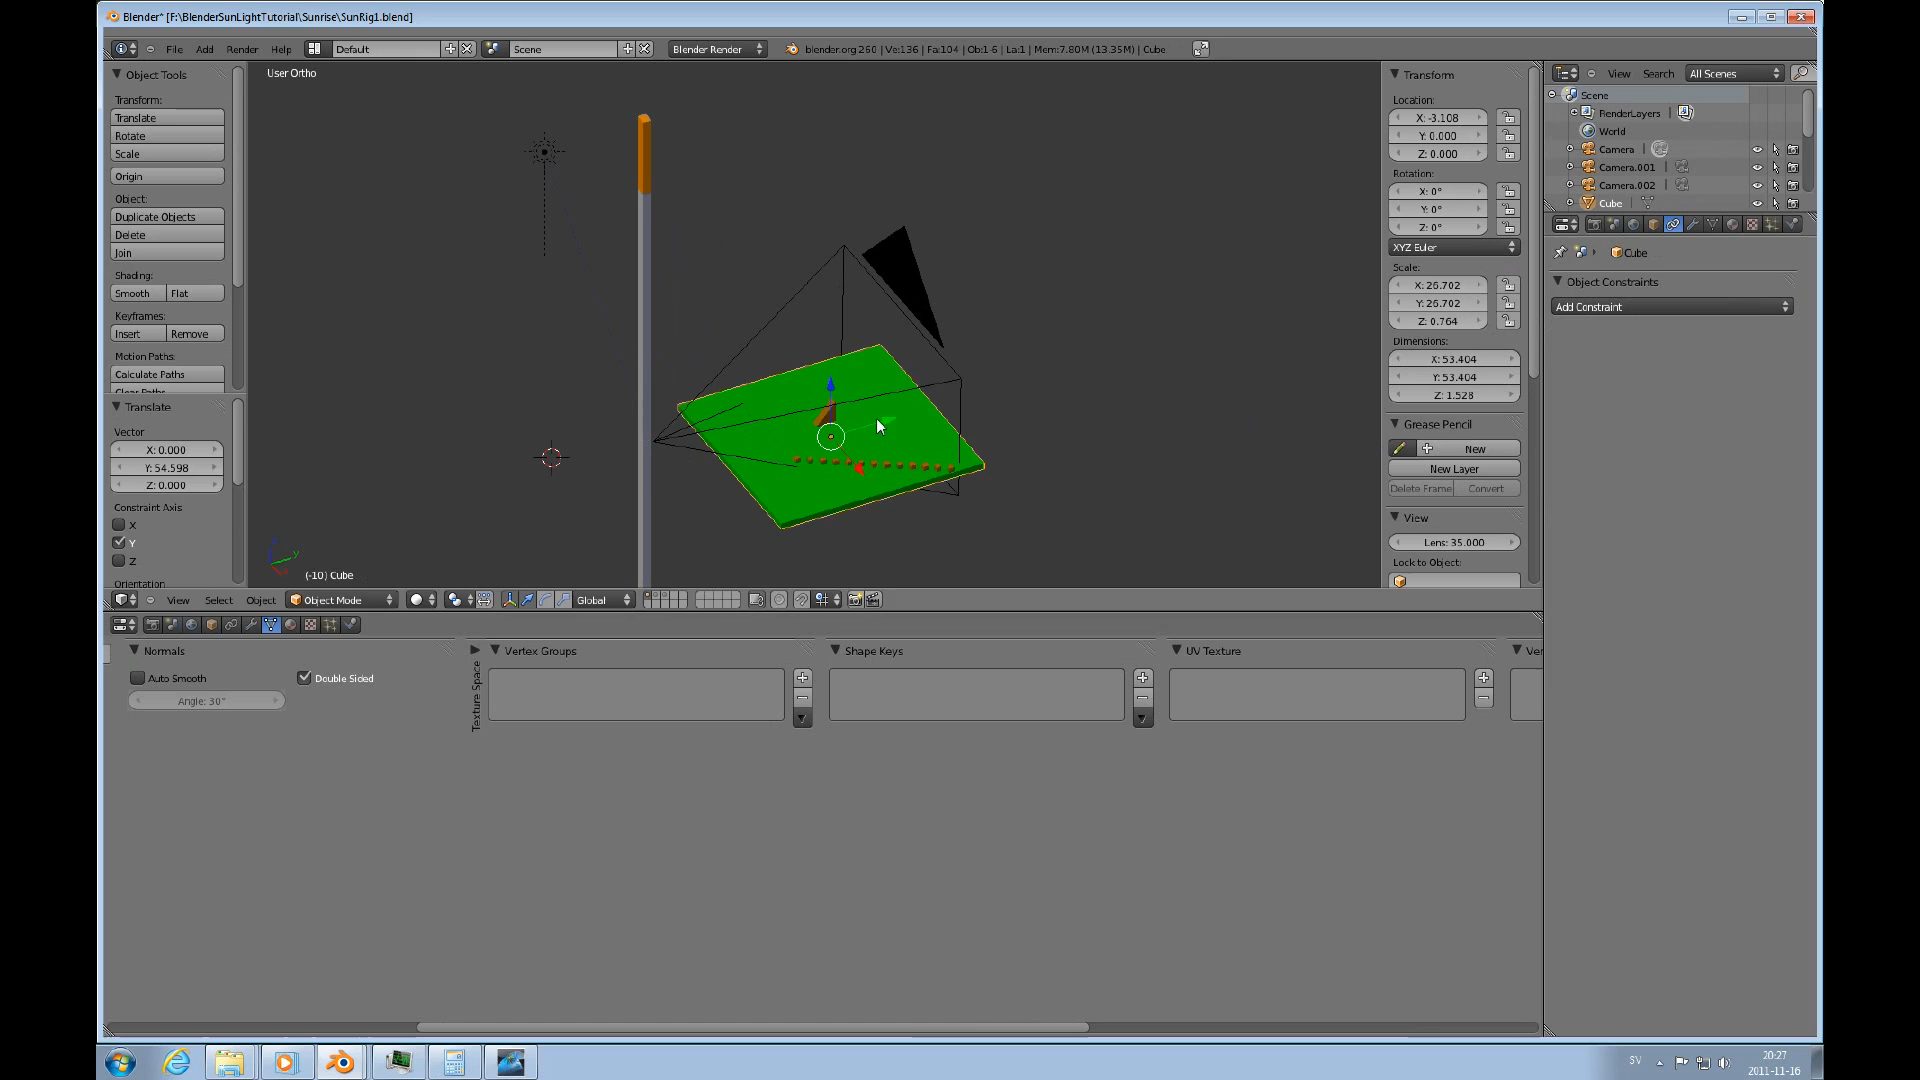 Blender* [F:\BlenderSunLightTutorial\Sunrise\SunRig1.blend]
File Add Render Help Default Scene Blender Render blender.org 260 | Ve:136 | Fa:104 | Ob:1-6 | La:1 | Mem:7.80M (13.35M) | Cube
Object Tools
Transform:
Translate
Rotate
Scale
Origin
Object:
Duplicate Objects
Delete
Join
Shading:
Smooth Flat
Keyframes:
Insert Remove
Motion Paths:
Calculate Paths
Clear Paths
Translate
Vector
X: 0.000
Y: 54.598
Z: 0.000
Constraint Axis
X
Y
Z
Orientation
User Ortho
z
y
(-10) Cube
Transform
Location:
X: -3.108
Y: 0.000
Z: 0.000
Rotation:
X: 0°
Y: 0°
Z: 0°
XYZ Euler
Scale:
X: 26.702
Y: 26.702
Z: 0.764
Dimensions:
X: 53.404
Y: 53.404
Z: 1.528
Grease Pencil
New
New Layer
Delete Frame Convert
View
Lens: 35.000
Lock to Object:
View Search All Scenes
Scene
RenderLayers |
World
Camera |
Camera.001 |
Camera.002 |
Cube |
Cube
Object Constraints
Add Constraint
View Select Object Object Mode Global
Normals
Auto Smooth
Double Sided
Angle: 30°
Texture Space
Vertex Groups
Shape Keys
UV Texture
Ver
SV
20:27
2011-11-16